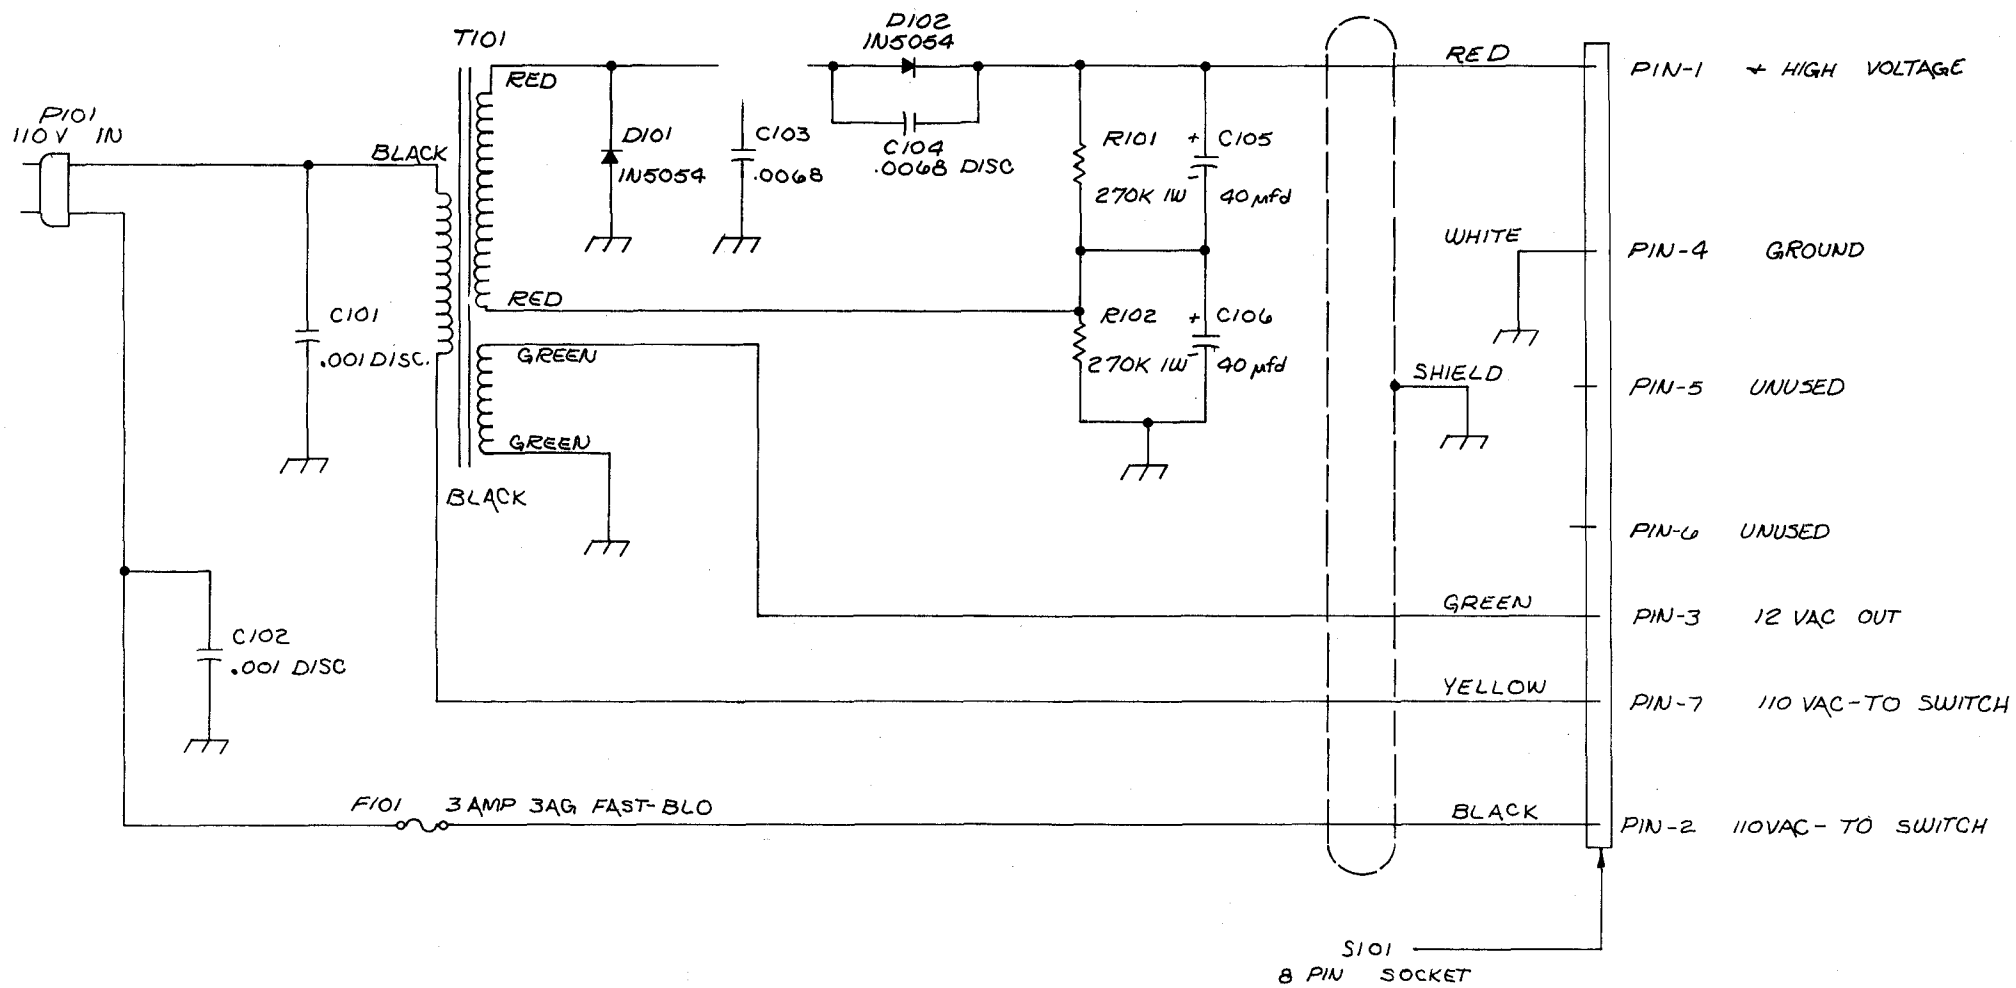 P101
110 V IN
T101
BLACK
RED
D101
1N5054
C103
.0068
D102
1N5054
C104
.0068 DISC
R101
270K 1W
+ C105
-
40 µfd
RED
PIN-1 + HIGH VOLTAGE
WHITE
PIN-4 GROUND
RED
C101
.001 DISC.
R102
270K 1W
+ C106
-
40 µfd
GREEN
SHIELD
PIN-5 UNUSED
GREEN
BLACK
PIN-6 UNUSED
GREEN
PIN-3 12 VAC OUT
C102
.001 DISC
YELLOW
PIN-7 110 VAC-TO SWITCH
F101 3 AMP 3AG FAST-BLO
BLACK
PIN-2 110VAC-TO SWITCH
S101
8 PIN SOCKET